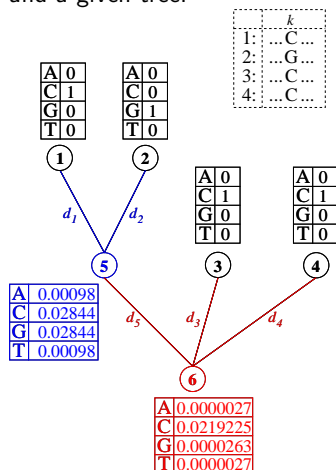 and a given tree.
k
1: ...C...
2: ...G...
3: ...C...
4: ...C...
A 0
C 1
G 0
T 0
A 0
C 0
G 1
T 0
1
2
A 0
C 1
G 0
T 0
A 0
C 1
G 0
T 0
d1
d2
5
3
4
A 0.00098
C 0.02844
G 0.02844
T 0.00098
d5
d3
d4
6
A 0.0000027
C 0.0219225
G 0.0000263
T 0.0000027